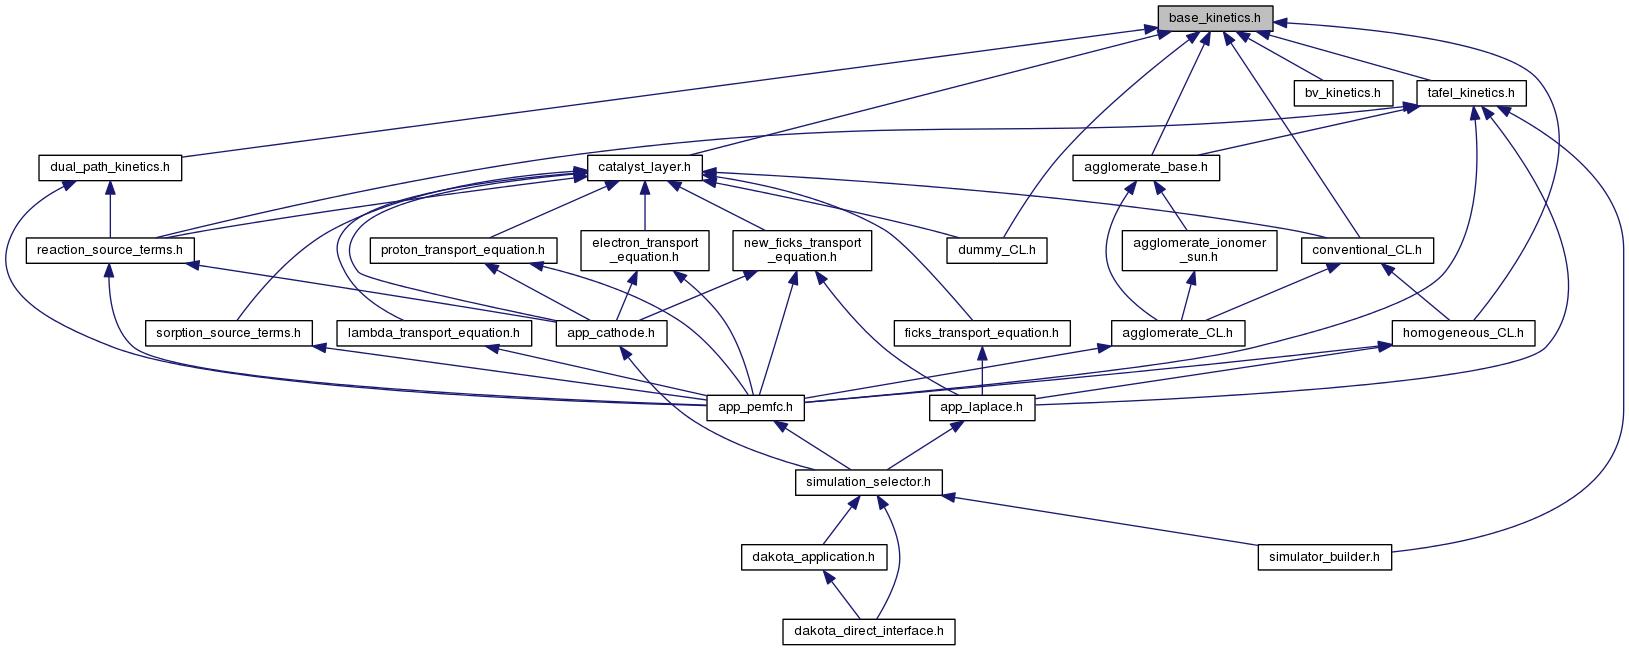 base_kinetics.h
bv_kinetics.h
tafel_kinetics.h
dual_path_kinetics.h
catalyst_layer.h
agglomerate_base.h
reaction_source_terms.h
proton_transport_equation.h
electron_transport
_equation.h
new_ficks_transport
_equation.h
dummy_CL.h
agglomerate_ionomer
_sun.h
conventional_CL.h
sorption_source_terms.h
lambda_transport_equation.h
app_cathode.h
ficks_transport_equation.h
agglomerate_CL.h
homogeneous_CL.h
app_pemfc.h
app_laplace.h
simulation_selector.h
dakota_application.h
simulator_builder.h
dakota_direct_interface.h